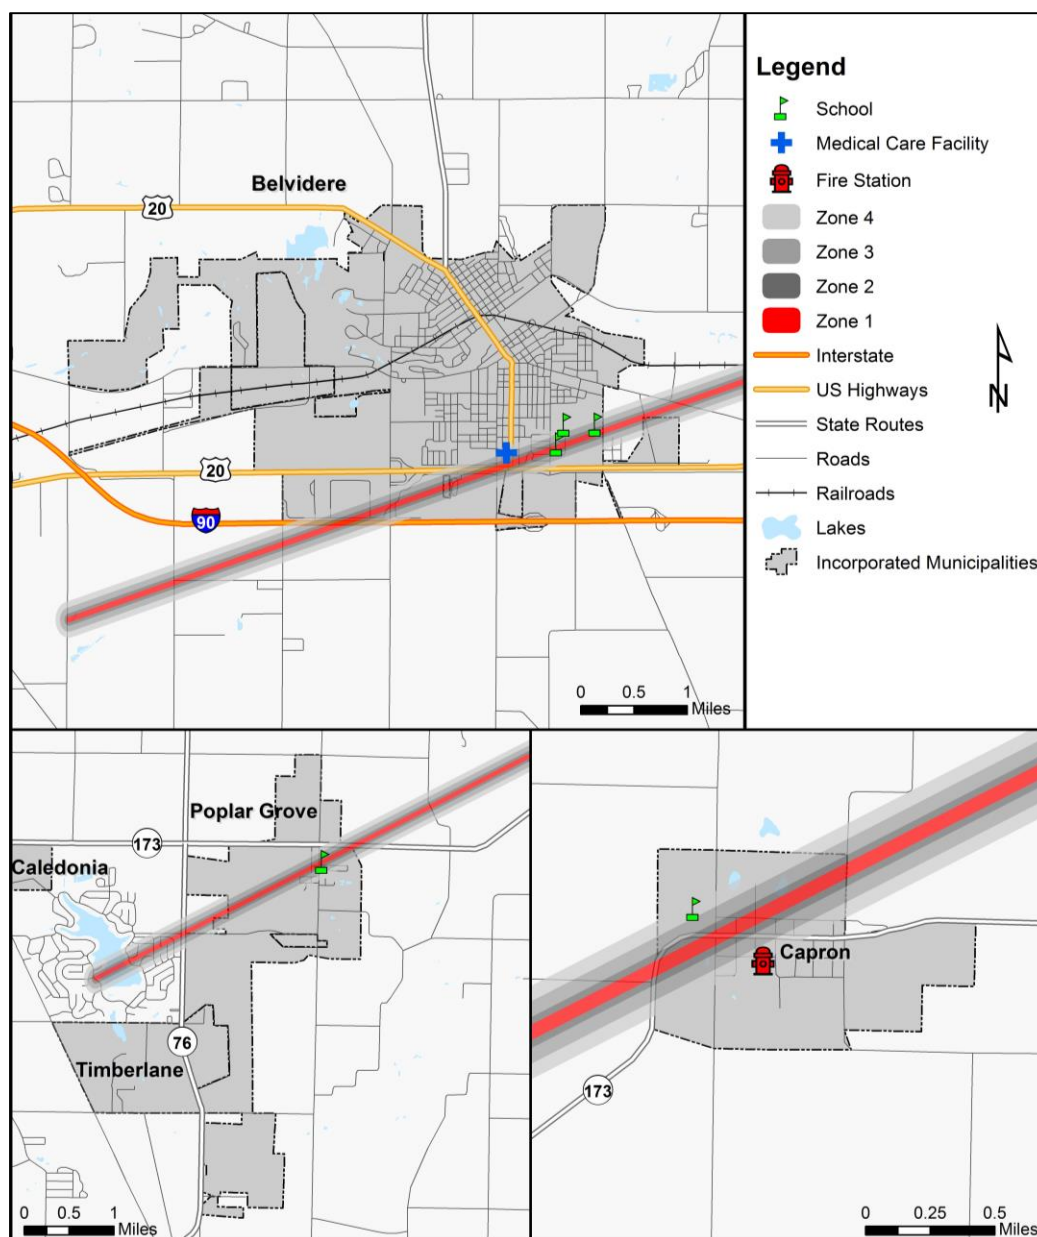 Belvidere
20
20
90
0 0.5 1
Miles
Legend
School
Medical Care Facility
Fire Station
Zone 4
Zone 3
Zone 2
Zone 1
Interstate
US Highways
State Routes
Roads
Railroads
Lakes
Incorporated Municipalities
N
Poplar Grove
173
Caledonia
76
Timberlane
0 0.5 1
Miles
Capron
173
0 0.25 0.5
Miles